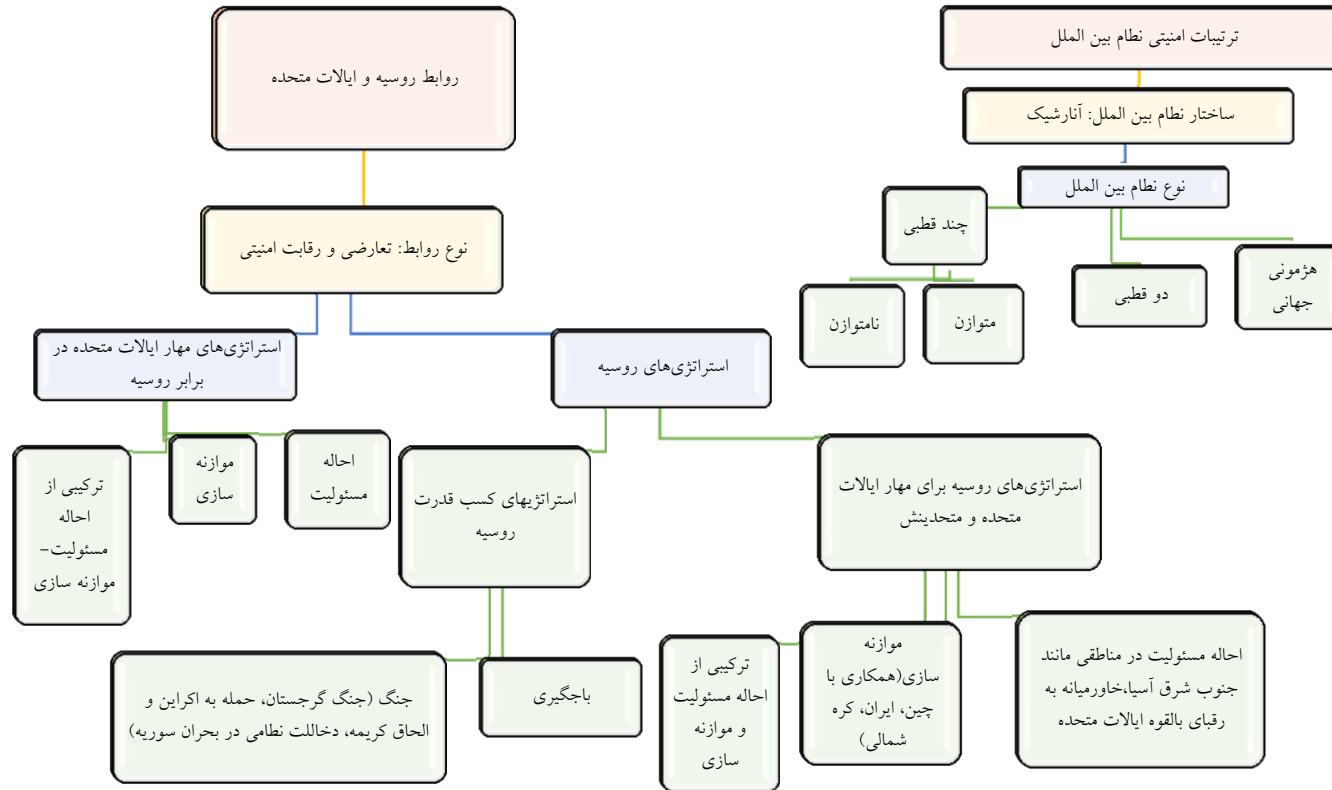 ترتیبات امنیتی نظام بین الملل
ساختار نظام بین الملل: آنارشیک
نوع نظام بین الملل
هژمونی
جهانی
دو قطبی
چند قطبی
متوازن
نامتوازن
روابط روسیه و ایالات متحده
نوع روابط: تعارضی و رقابت امنیتی
استراتژی‌های روسیه
استراتژی‌های مهار ایالات متحده در
برابر روسیه
استراتژی‌های روسیه برای مهار ایالات
متحده و متحدینش
استراتژیهای کسب قدرت
روسیه
احاله
مسئولیت
موازنه
سازی
ترکیبی از
احاله
مسئولیت-
موازنه سازی
احاله مسئولیت در مناطقی مانند
جنوب شرق آسیا،خاورمیانه به
رقبای بالقوه ایالات متحده
موازنه
سازی(همکاری با
چین، ایران، کره
شمالی)
ترکیبی از
احاله مسئولیت
و موازنه
سازی
باجگیری
جنگ (جنگ گرجستان، حمله به اکراین و
الحاق کریمه، دخاللت نظامی در بحران سوریه)